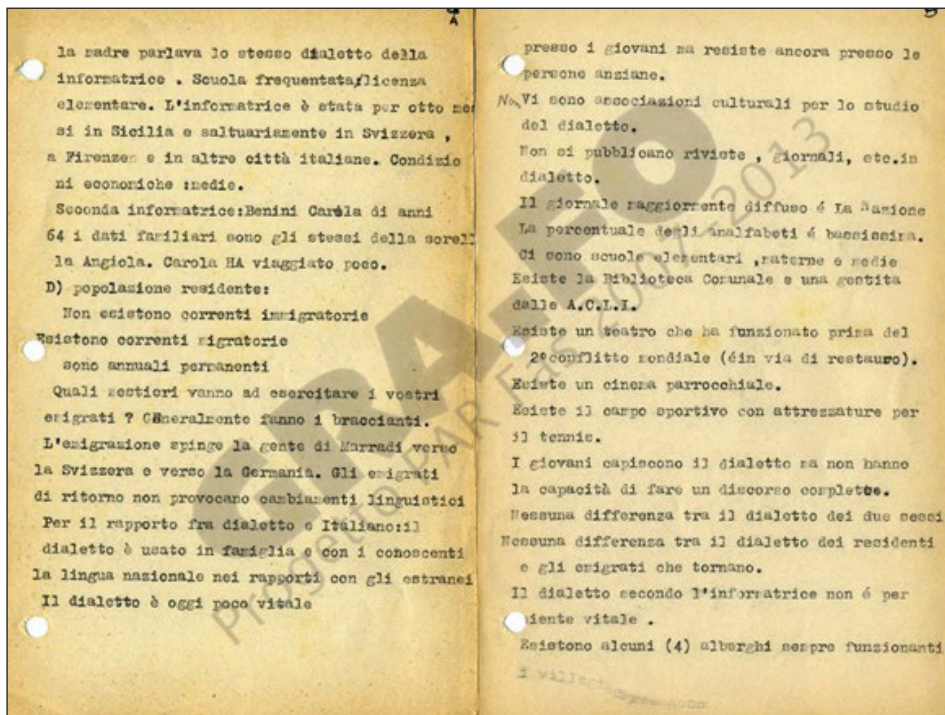 A
la madre parlava lo stesso dialetto della
informatrice . Scuola frequentata/licenza
elementare. L'informatrice è stata per otto me
si in Sicilia e saltuariamente in Svizzera ,
a Firenze e in altre città italiane. Condizio
ni economiche :medie.
Seconda informatrice:Benini Carola di anni
64 i dati familiari sono gli stessi della sorel
la Angiola. Carola HA viaggiato poco.
D) popolazione residente:
Non esistono correnti immigratorie
Esistono correnti migratorie
sono annuali permanenti
Quali mestieri vanno ad esercitare i vostri
emigrati ? Generalmente fanno i braccianti.
L'emigrazione spinge la gente di Marradi verso
la Svizzera e verso la Germania. Gli emigrati
di ritorno non provocano cambiamenti linguistici
Per il rapporto fra dialetto e Italiano:il
dialetto è usato in famiglia e con i conoscenti
la lingua nazionale nei rapporti con gli estranei
Il dialetto è oggi poco vitale
presso i giovani ma resiste ancora presso le
persone anziane.
Non Vi sono associazioni culturali per lo studio
del dialetto.
Non si pubblicano riviste , giornali, etc.in
dialetto.
Il giornale maggiormente diffuso é La Nazione
La percentuale degli analfabeti é bassissima.
Ci sono scuole elementari ,materne e medie
Esiste la Biblioteca Comunale e una gestita
dalle A.C.L.I.
Esiste un teatro che ha funzionato prima del
2° conflitto mondiale (éin via di restauro).
Esiste un cinema parrocchiale.
Esiste il campo sportivo con attrezzature per
il tennis.
I giovani capiscono il dialetto ma non hanno
la capacità di fare un discorso completo.
Nessuna differenza tra il dialetto dei due sessi
Nessuna differenza tra il dialetto dei residenti
e gli emigrati che tornano.
Il dialetto secondo l'informatrice non é per
niente vitale .
Esistono alcuni (4) alberghi sempre funzionanti
GRA.FO
Progetto PAR Fas 2007-2013